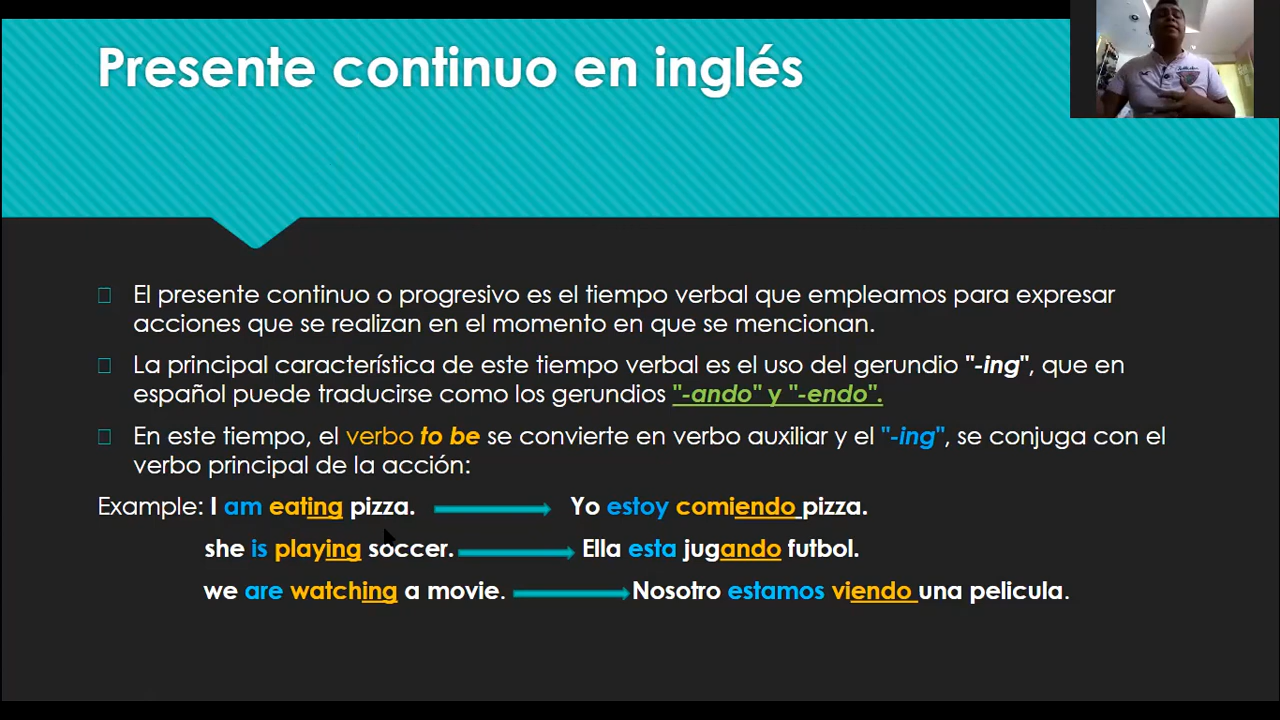 Presente continuo en inglés
El presente continuo o progresivo es el tiempo verbal que empleamos para expresar
acciones que se realizan en el momento en que se mencionan.
La principal característica de este tiempo verbal es el uso del gerundio "-ing", que en
español puede traducirse como los gerundios "-ando" y "-endo".
En este tiempo, el verbo to be se convierte en verbo auxiliar y el "-ing", se conjuga con el
verbo principal de la acción:
Example: I am eating pizza. Yo estoy comiendo pizza.
she is playing soccer. Ella esta jugando futbol.
we are watching a movie. Nosotro estamos viendo una pelicula.